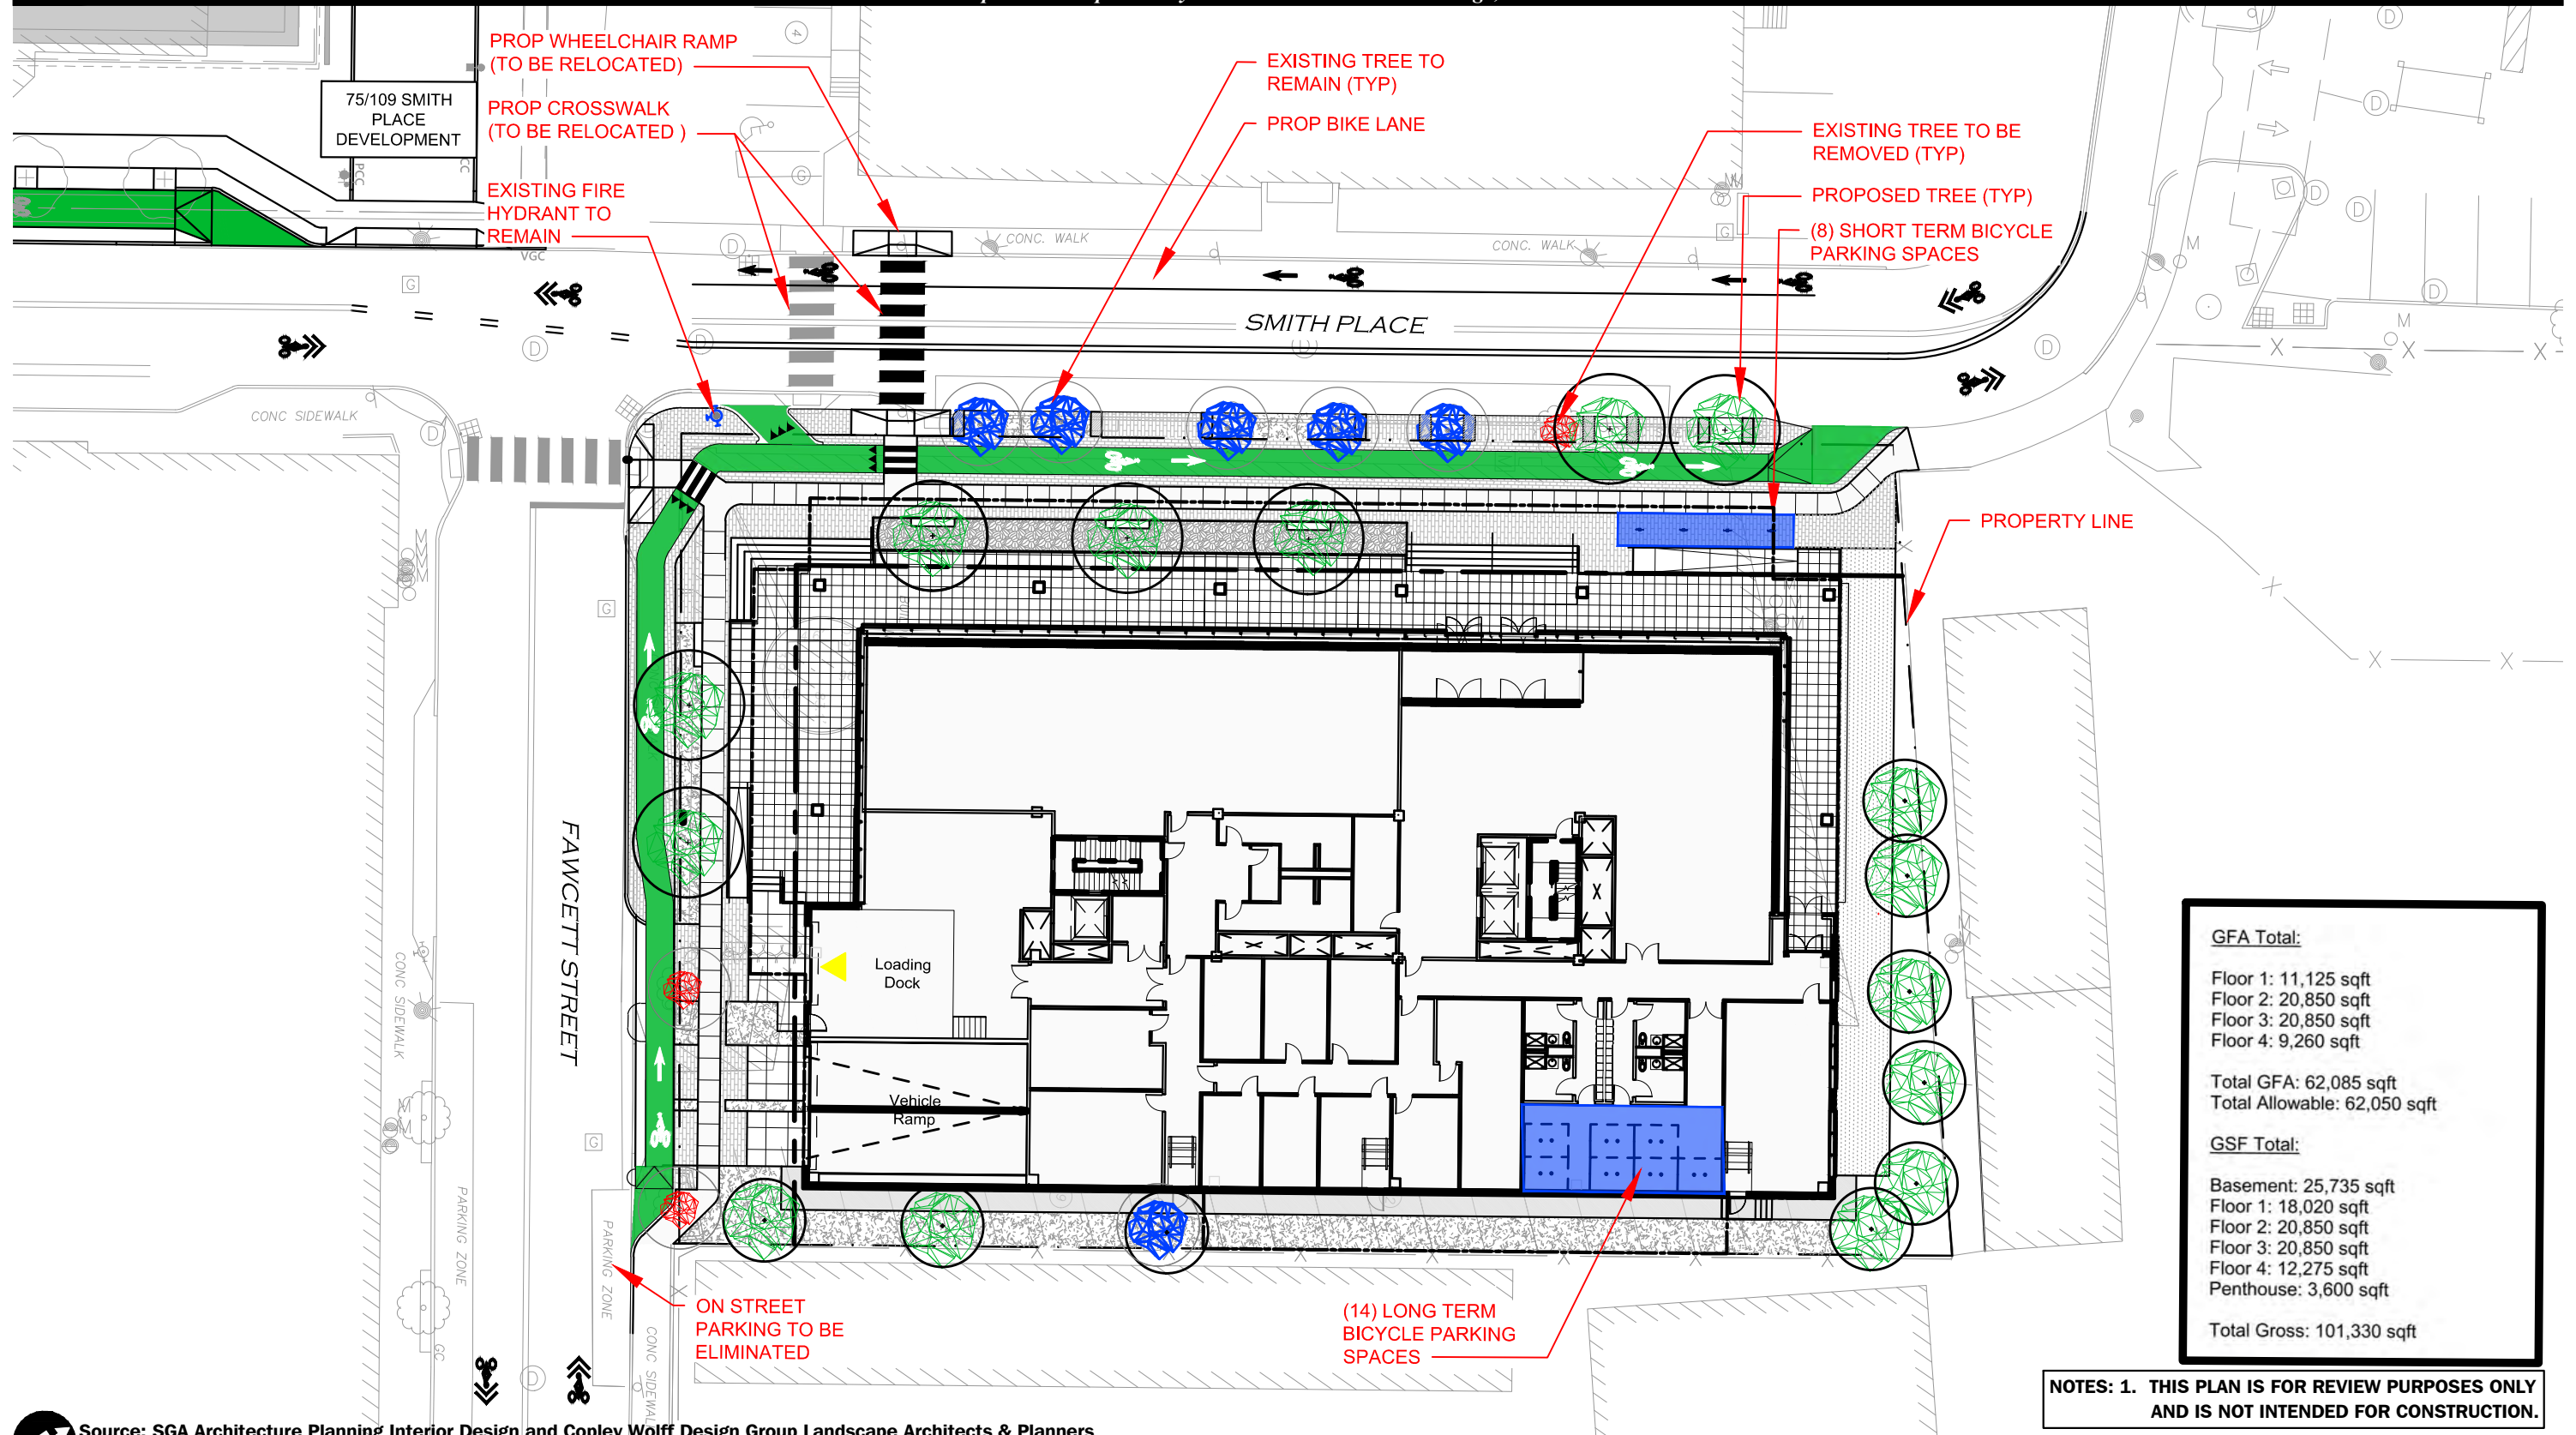 PROP WHEELCHAIR RAMP
(TO BE RELOCATED)
PROP CROSSWALK
(TO BE RELOCATED )
75/109 SMITH
PLACE
DEVELOPMENT
EXISTING FIRE
HYDRANT TO
REMAIN
VGC
EXISTING TREE TO
REMAIN (TYP)
PROP BIKE LANE
EXISTING TREE TO BE
REMOVED (TYP)
PROPOSED TREE (TYP)
(8) SHORT TERM BICYCLE
PARKING SPACES
CONC. WALK
CONC. WALK
SMITH PLACE
CONC SIDEWALK
PROPERTY LINE
FAWCETT STREET
CONC SIDEWALK
PARKING ZONE
PARKING ZONE
CONC SIDEWALK
GC
Loading
Dock
Vehicle
Ramp
ON STREET
PARKING TO BE
ELIMINATED
(14) LONG TERM
BICYCLE PARKING
SPACES
GFA Total:
Floor 1: 11,125 sqft
Floor 2: 20,850 sqft
Floor 3: 20,850 sqft
Floor 4: 9,260 sqft
Total GFA: 62,085 sqft
Total Allowable: 62,050 sqft
GSF Total:
Basement: 25,735 sqft
Floor 1: 18,020 sqft
Floor 2: 20,850 sqft
Floor 3: 20,850 sqft
Floor 4: 12,275 sqft
Penthouse: 3,600 sqft
Total Gross: 101,330 sqft
NOTES: 1. THIS PLAN IS FOR REVIEW PURPOSES ONLY
AND IS NOT INTENDED FOR CONSTRUCTION.
Source: SGA Architecture Planning Interior Design and Copley Wolff Design Group Landscape Architects & Planners